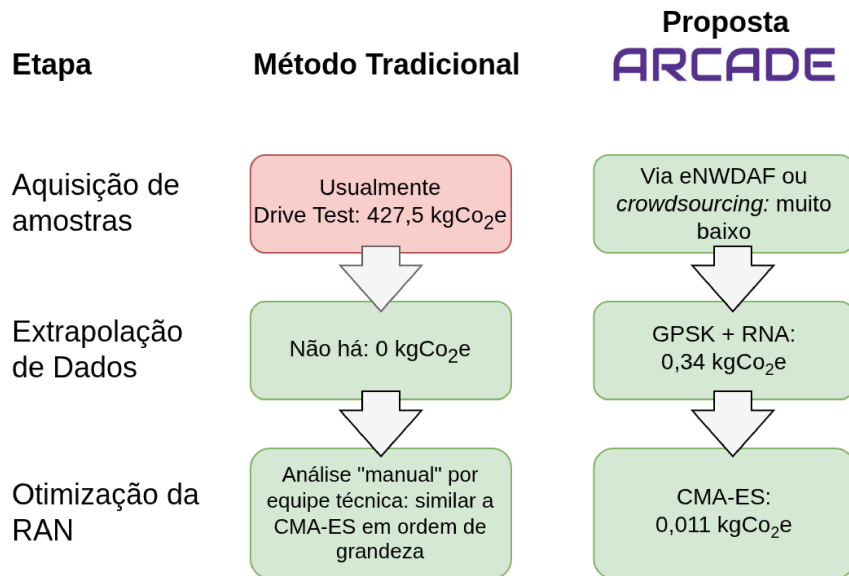 Etapa
Método Tradicional
Proposta
ARCADE
Aquisição de
amostras
Usualmente
Drive Test: 427,5 kgCo₂e
Via eNWDAF ou
crowdsourcing: muito
baixo
Extrapolação
de Dados
Não há: 0 kgCo₂e
GPSK + RNA:
0,34 kgCo₂e
Otimização da
RAN
Análise "manual" por
equipe técnica: similar a
CMA-ES em ordem de
grandeza
CMA-ES:
0,011 kgCo₂e